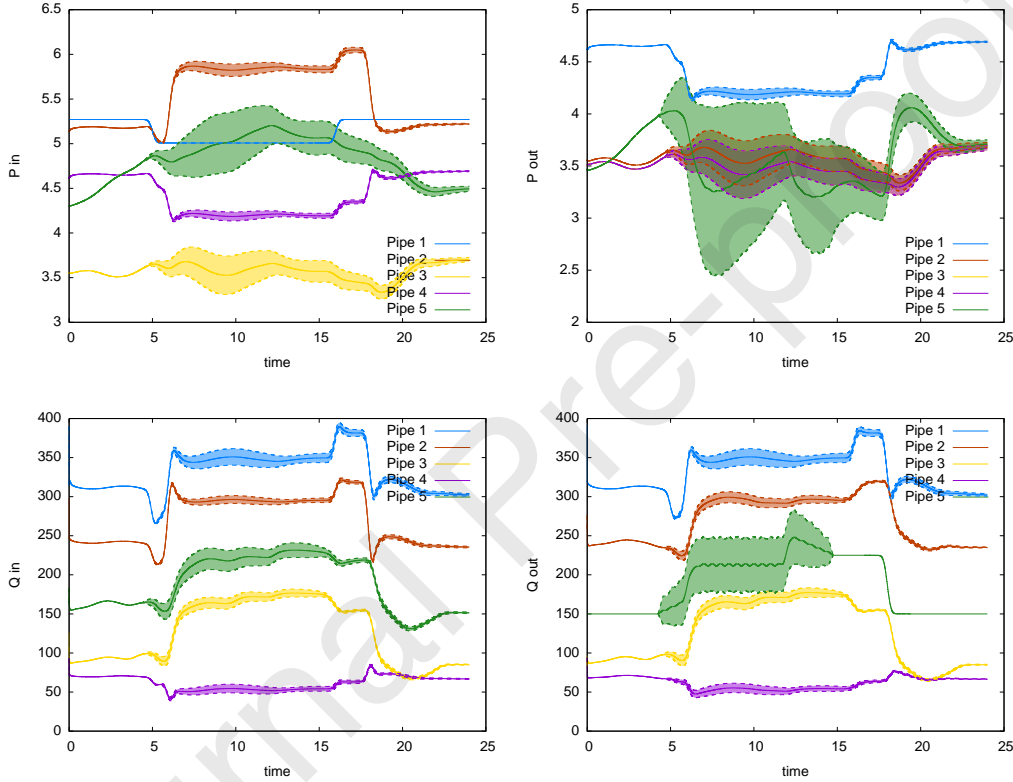 6.5
6
5.5
5
4.5
4
3.5
3
0 5 10 15 20 25
P in
time
Pipe 1
Pipe 2
Pipe 3
Pipe 4
Pipe 5
5
4.5
4
3.5
3
2.5
2
0 5 10 15 20 25
P out
time
Pipe 1
Pipe 2
Pipe 3
Pipe 4
Pipe 5
400
350
300
250
200
150
100
50
0
0 5 10 15 20 25
Q in
time
Pipe 1
Pipe 2
Pipe 3
Pipe 4
Pipe 5
400
350
300
250
200
150
100
50
0
0 5 10 15 20 25
Q out
time
Pipe 1
Pipe 2
Pipe 3
Pipe 4
Pipe 5
rnal Pre-proo